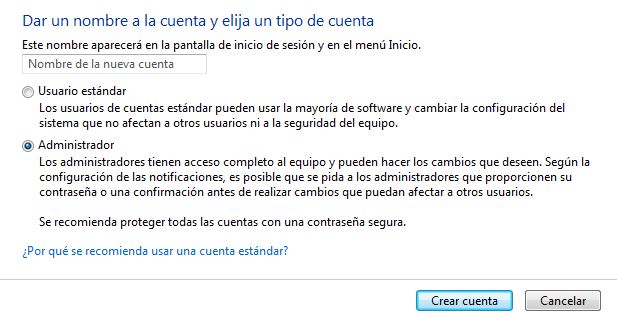 Dar un nombre a la cuenta y elija un tipo de cuenta
Este nombre aparecerá en la pantalla de inicio de sesión y en el menú Inicio.
Nombre de la nueva cuenta
Usuario estándar
Los usuarios de cuentas estándar pueden usar la mayoría de software y cambiar la configuración del
sistema que no afectan a otros usuarios ni a la seguridad del equipo.
Administrador
Los administradores tienen acceso completo al equipo y pueden hacer los cambios que deseen. Según la
configuración de las notificaciones, es posible que se pida a los administradores que proporcionen su
contraseña o una confirmación antes de realizar cambios que puedan afectar a otros usuarios.
Se recomienda proteger todas las cuentas con una contraseña segura.
¿Por qué se recomienda usar una cuenta estándar?
Crear cuenta
Cancelar